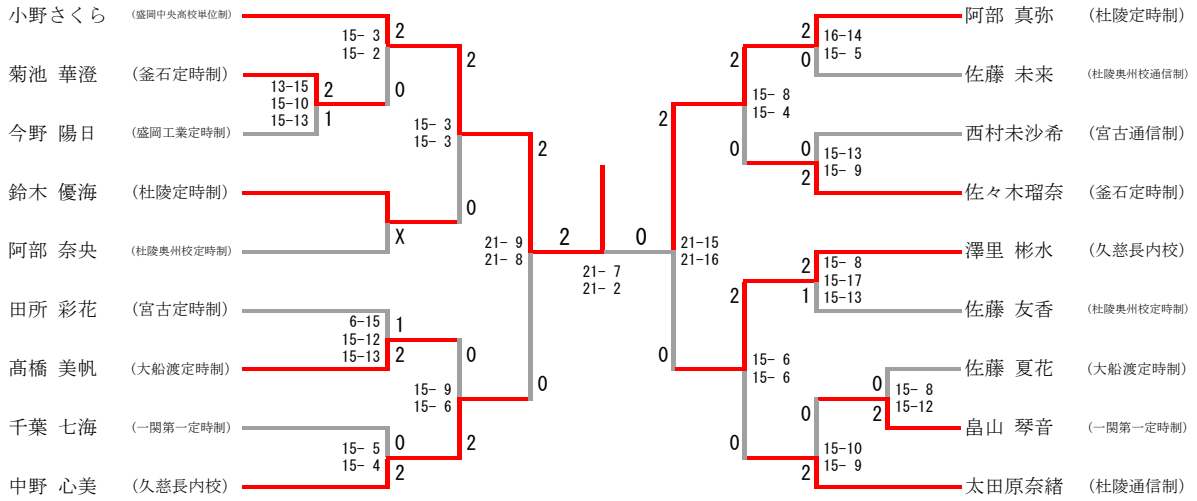 小野さくら (盛岡中央高校単位制)
15- 3 2
15- 2
2
菊池 華澄 (釜石定時制)
13-15 2 0
15-10
15-13 1
今野 陽日 (盛岡工業定時制)
15- 3
15- 3
2
鈴木 優海 (杜陵定時制)
0
X
阿部 奈央 (杜陵奥州校定時制)
21- 9
21- 8
田所 彩花 (宮古定時制)
6-15 1
15-12
15-13 2
0
髙橋 美帆 (大船渡定時制)
15- 9
15- 6
0
千葉 七海 (一関第一定時制)
15- 5 0
15- 4 2
2
中野 心美 (久慈長内校)
2 0
21- 7
21- 2
阿部 真弥 (杜陵定時制)
2 16-14
0 15- 5
2
佐藤 未来 (杜陵奥州校通信制)
15- 8
15- 4
2
西村未沙希 (宮古通信制)
0 0 15-13
2 15- 9
佐々木瑠奈 (釜石定時制)
21-15
21-16
澤里 彬水 (久慈長内校)
2 15- 8
15-17
1 15-13
2
佐藤 友香 (杜陵奥州校定時制)
0
15- 6
15- 6
佐藤 夏花 (大船渡定時制)
0 15- 8
2 15-12
0
畠山 琴音 (一関第一定時制)
0 15-10
2 15- 9
太田原奈緒 (杜陵通信制)